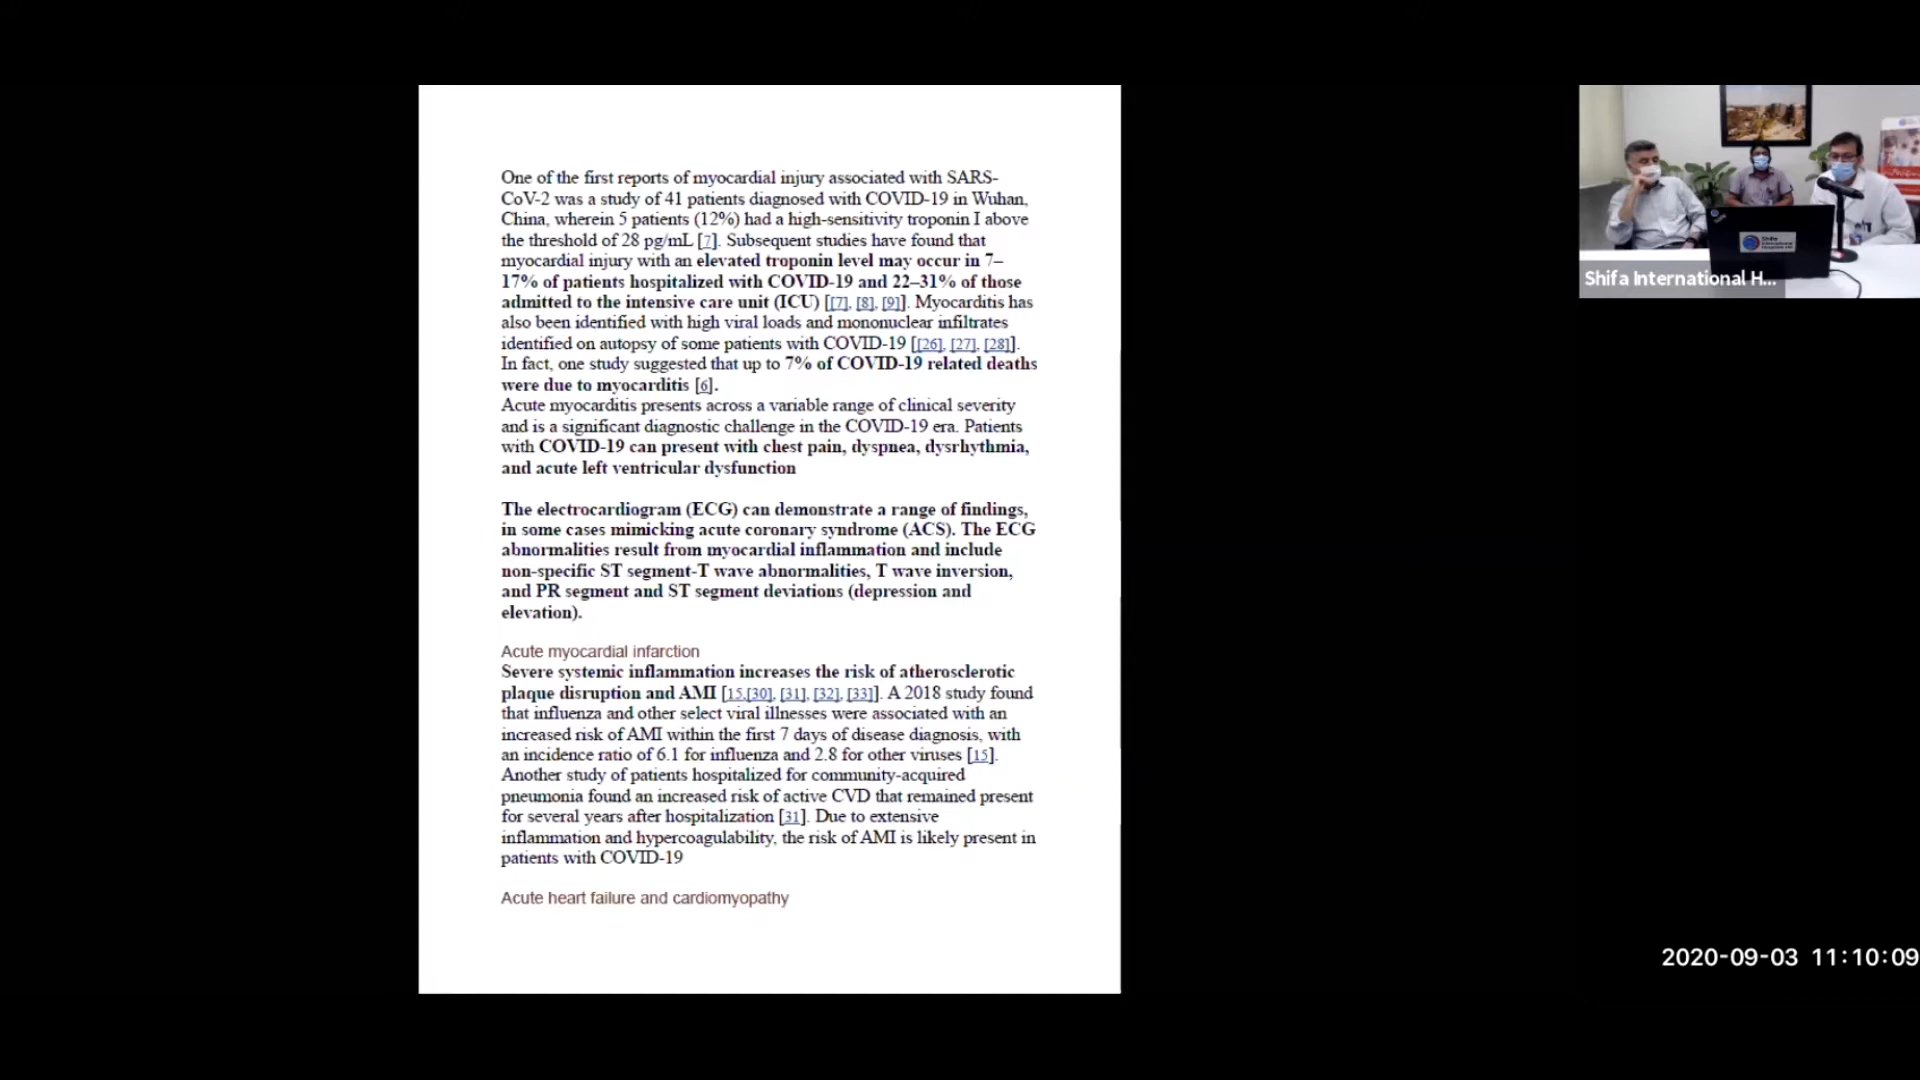 One of the first reports of myocardial injury associated with SARS-
CoV-2 was a study of 41 patients diagnosed with COVID-19 in Wuhan,
China, wherein 5 patients (12%) had a high-sensitivity troponin I above
the threshold of 28 pg/mL [7]. Subsequent studies have found that
myocardial injury with an elevated troponin level may occur in 7–
17% of patients hospitalized with COVID-19 and 22–31% of those
admitted to the intensive care unit (ICU) [[7], [8], [9]]. Myocarditis has
also been identified with high viral loads and mononuclear infiltrates
identified on autopsy of some patients with COVID-19 [[26], [27], [28]].
In fact, one study suggested that up to 7% of COVID-19 related deaths
were due to myocarditis [6].
Acute myocarditis presents across a variable range of clinical severity
and is a significant diagnostic challenge in the COVID-19 era. Patients
with COVID-19 can present with chest pain, dyspnea, dysrhythmia,
and acute left ventricular dysfunction
The electrocardiogram (ECG) can demonstrate a range of findings,
in some cases mimicking acute coronary syndrome (ACS). The ECG
abnormalities result from myocardial inflammation and include
non-specific ST segment-T wave abnormalities, T wave inversion,
and PR segment and ST segment deviations (depression and
elevation).
Acute myocardial infarction
Severe systemic inflammation increases the risk of atherosclerotic
plaque disruption and AMI [15,[30], [31], [32], [33]]. A 2018 study found
that influenza and other select viral illnesses were associated with an
increased risk of AMI within the first 7 days of disease diagnosis, with
an incidence ratio of 6.1 for influenza and 2.8 for other viruses [15].
Another study of patients hospitalized for community-acquired
pneumonia found an increased risk of active CVD that remained present
for several years after hospitalization [31]. Due to extensive
inflammation and hypercoagulability, the risk of AMI is likely present in
patients with COVID-19
Acute heart failure and cardiomyopathy
Shifa International H...
2020-09-03 11:10:09